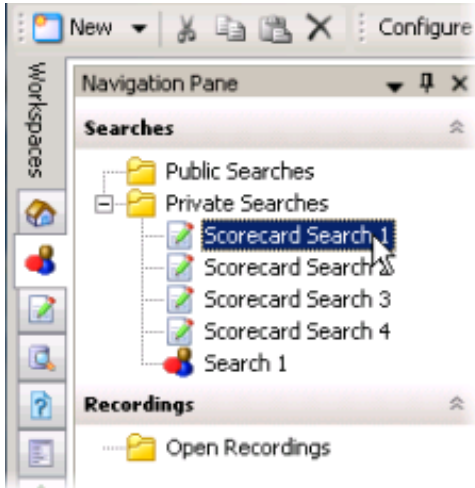 New
Configure
Workspaces
Navigation Pane
Searches
Public Searches
Private Searches
Scorecard Search 1
Scorecard Search 2
Scorecard Search 3
Scorecard Search 4
Search 1
Recordings
Open Recordings